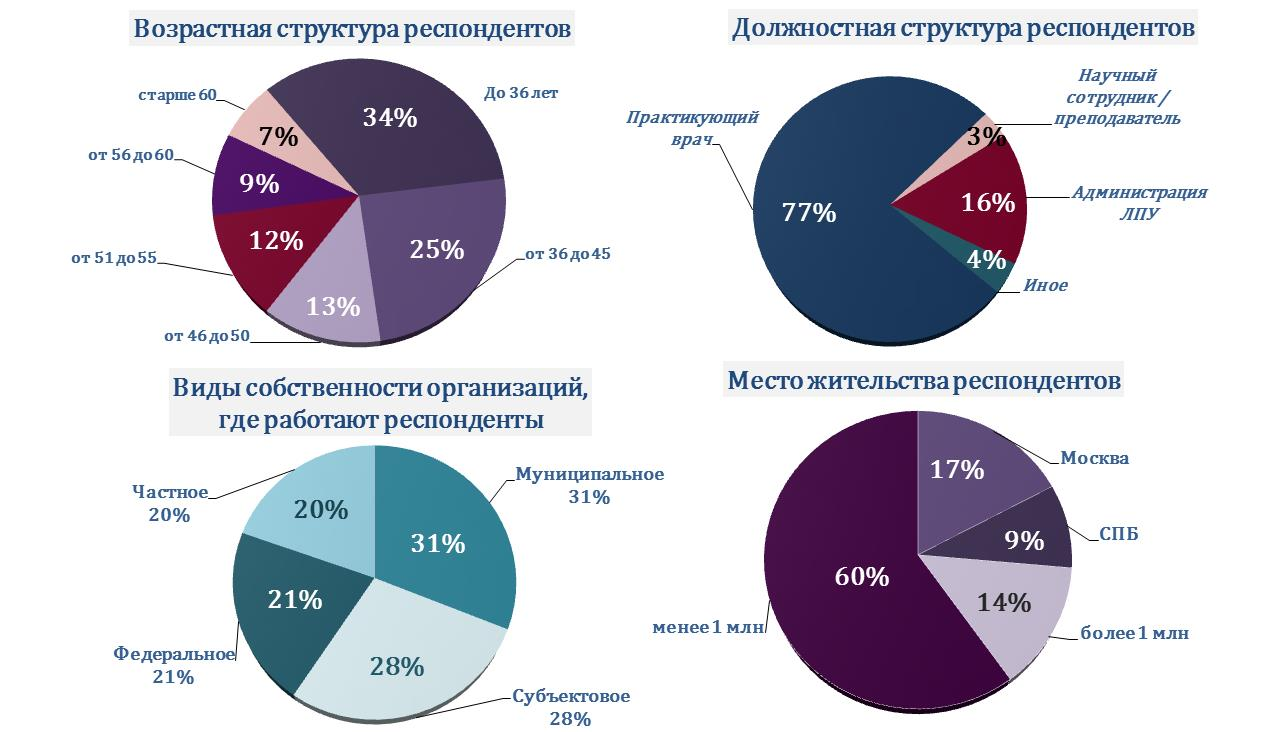 Возрастная структура респондентов
До 36 лет
34%
от 36 до 45
25%
от 46 до 50
13%
от 51 до 55
12%
от 56 до 60
9%
старше 60
7%
Должностная структура респондентов
Научный
сотрудник /
преподаватель
3%
Администрация
ЛПУ
16%
Иное
4%
Практикующий
врач
77%
Виды собственности организаций,
где работают респонденты
Муниципальное
31%
31%
Субъектовое
28%
28%
Федеральное
21%
21%
Частное
20%
20%
Место жительства респондентов
Москва
17%
СПБ
9%
более 1 млн
14%
менее 1 млн
60%